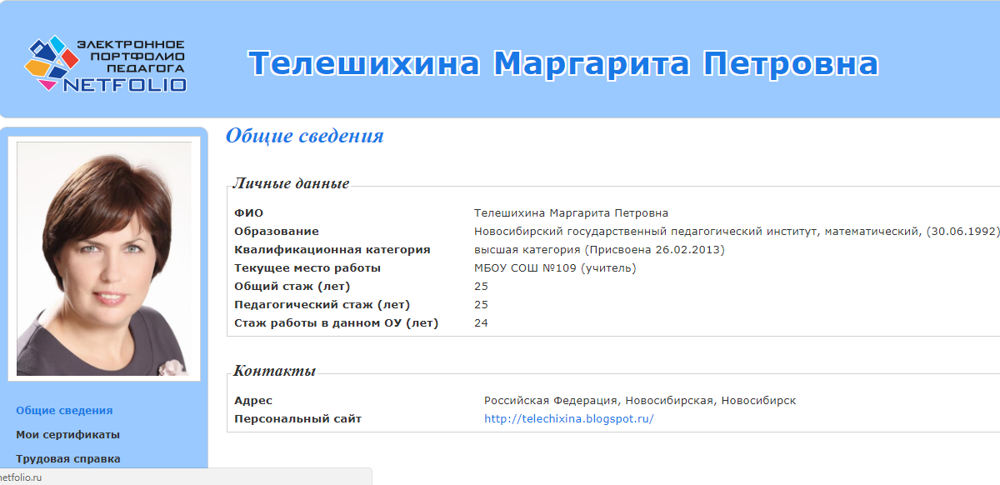 ЭЛЕКТРОННОЕ
ПОРТФОЛИО
ПЕДАГОГА
NETFOLIO
Телешихина Маргарита Петровна
Общие сведения
Личные данные
ФИО Телешихина Маргарита Петровна
Образование Новосибирский государственный педагогический институт, математический, (30.06.1992)
Квалификационная категория высшая категория (Присвоена 26.02.2013)
Текущее место работы МБОУ СОШ №109 (учитель)
Общий стаж (лет) 25
Педагогический стаж (лет) 25
Стаж работы в данном ОУ (лет) 24
Контакты
Адрес Российская Федерация, Новосибирская, Новосибирск
Персональный сайт http://telechixina.blogspot.ru/
Общие сведения
Мои сертификаты
Трудовая справка
netfolio.ru